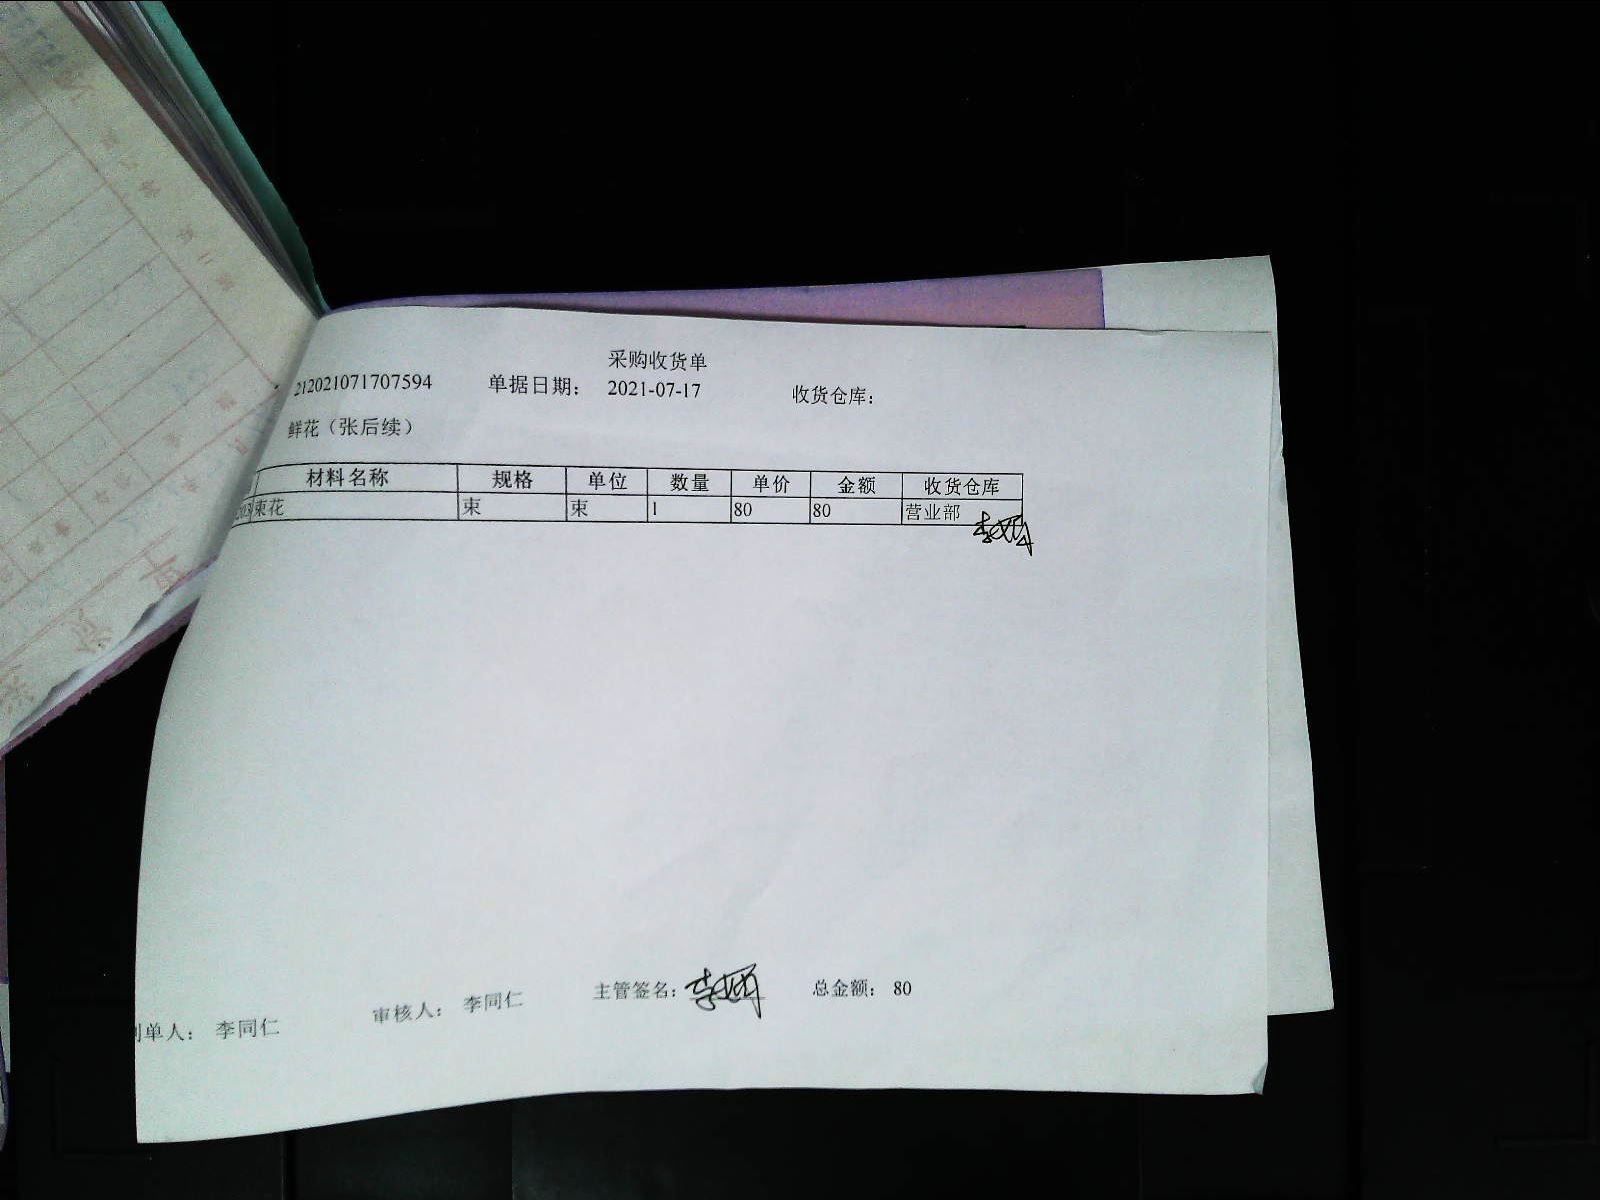 采购收货单
212021071707594 单据日期: 2021-07-17 收货仓库:
鲜花（张后续）
材料名称 规格 单位 数量 单价 金额 收货仓库
束花 束 束 1 80 80 营业部
制单人: 李同仁 审核人: 李同仁 主管签名: 总金额: 80